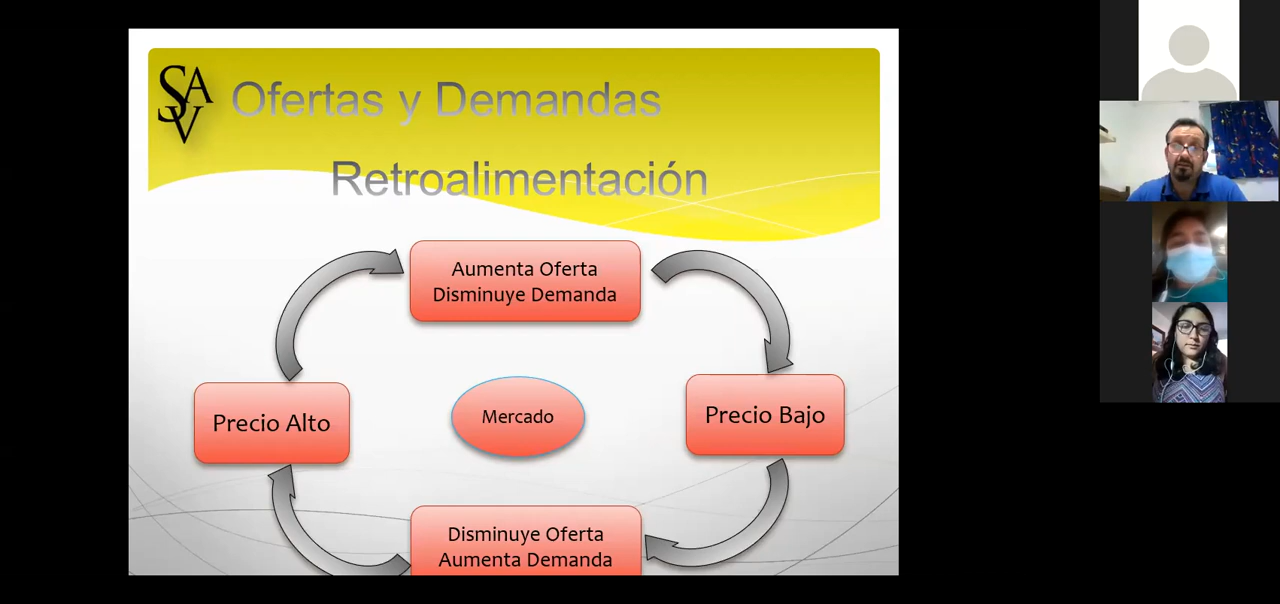 SAV
Ofertas y Demandas
Retroalimentación
Aumenta Oferta
Disminuye Demanda
Precio Alto
Mercado
Precio Bajo
Disminuye Oferta
Aumenta Demanda